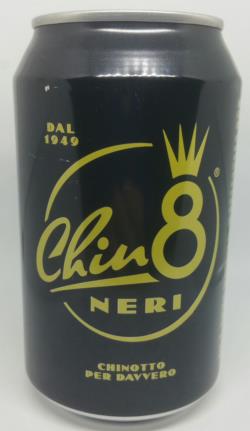 DAL
1949
Chin8
®
NERI
CHINOTTO
PER DAVVERO